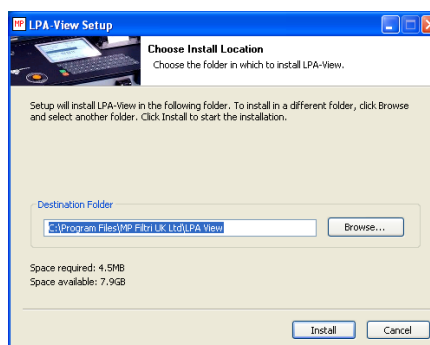 MP LPA-View Setup
Choose Install Location
Choose the folder in which to install LPA-View.
Setup will install LPA-View in the following folder. To install in a different folder, click Browse
and select another folder. Click Install to start the installation.
Destination Folder
C:\Program Files\MP Filtri UK Ltd\LPA View
Browse...
Space required: 4.5MB
Space available: 7.9GB
Install
Cancel